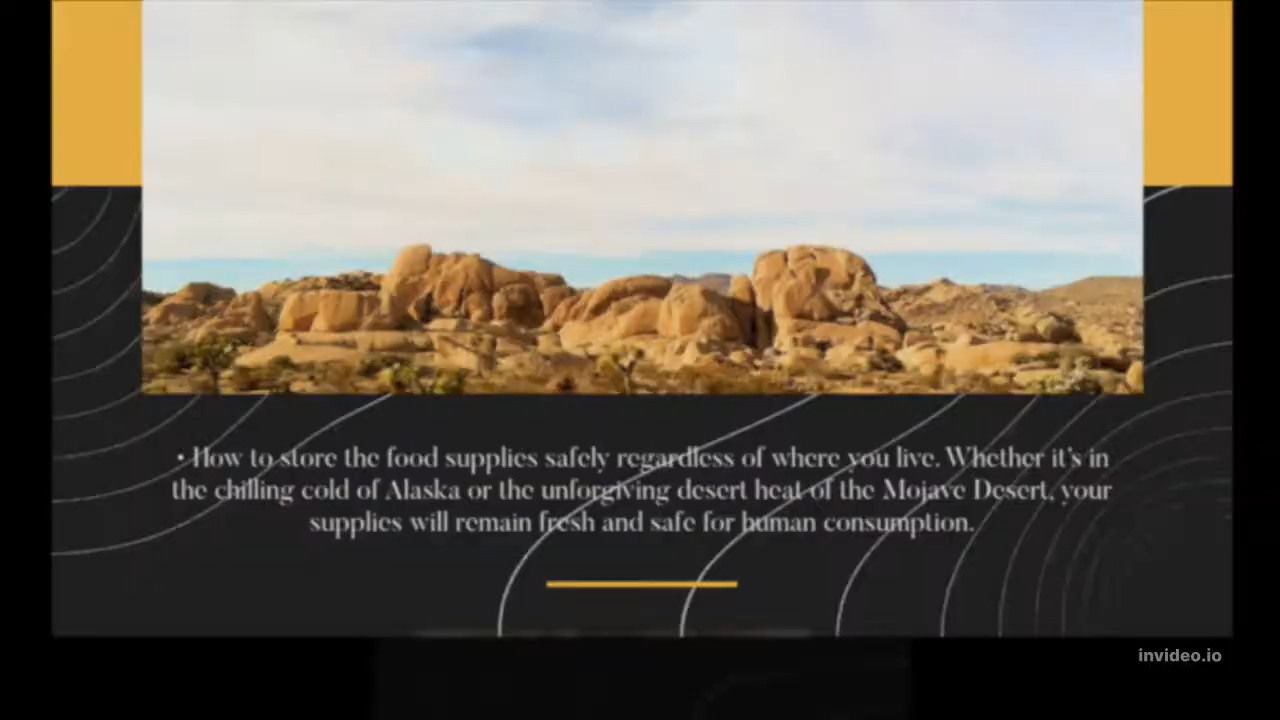 • How to store the food supplies safely regardless of where you live. Whether it's in
the chilling cold of Alaska or the unforgiving desert heat of the Mojave Desert, your
supplies will remain fresh and safe for human consumption.
invideo.io